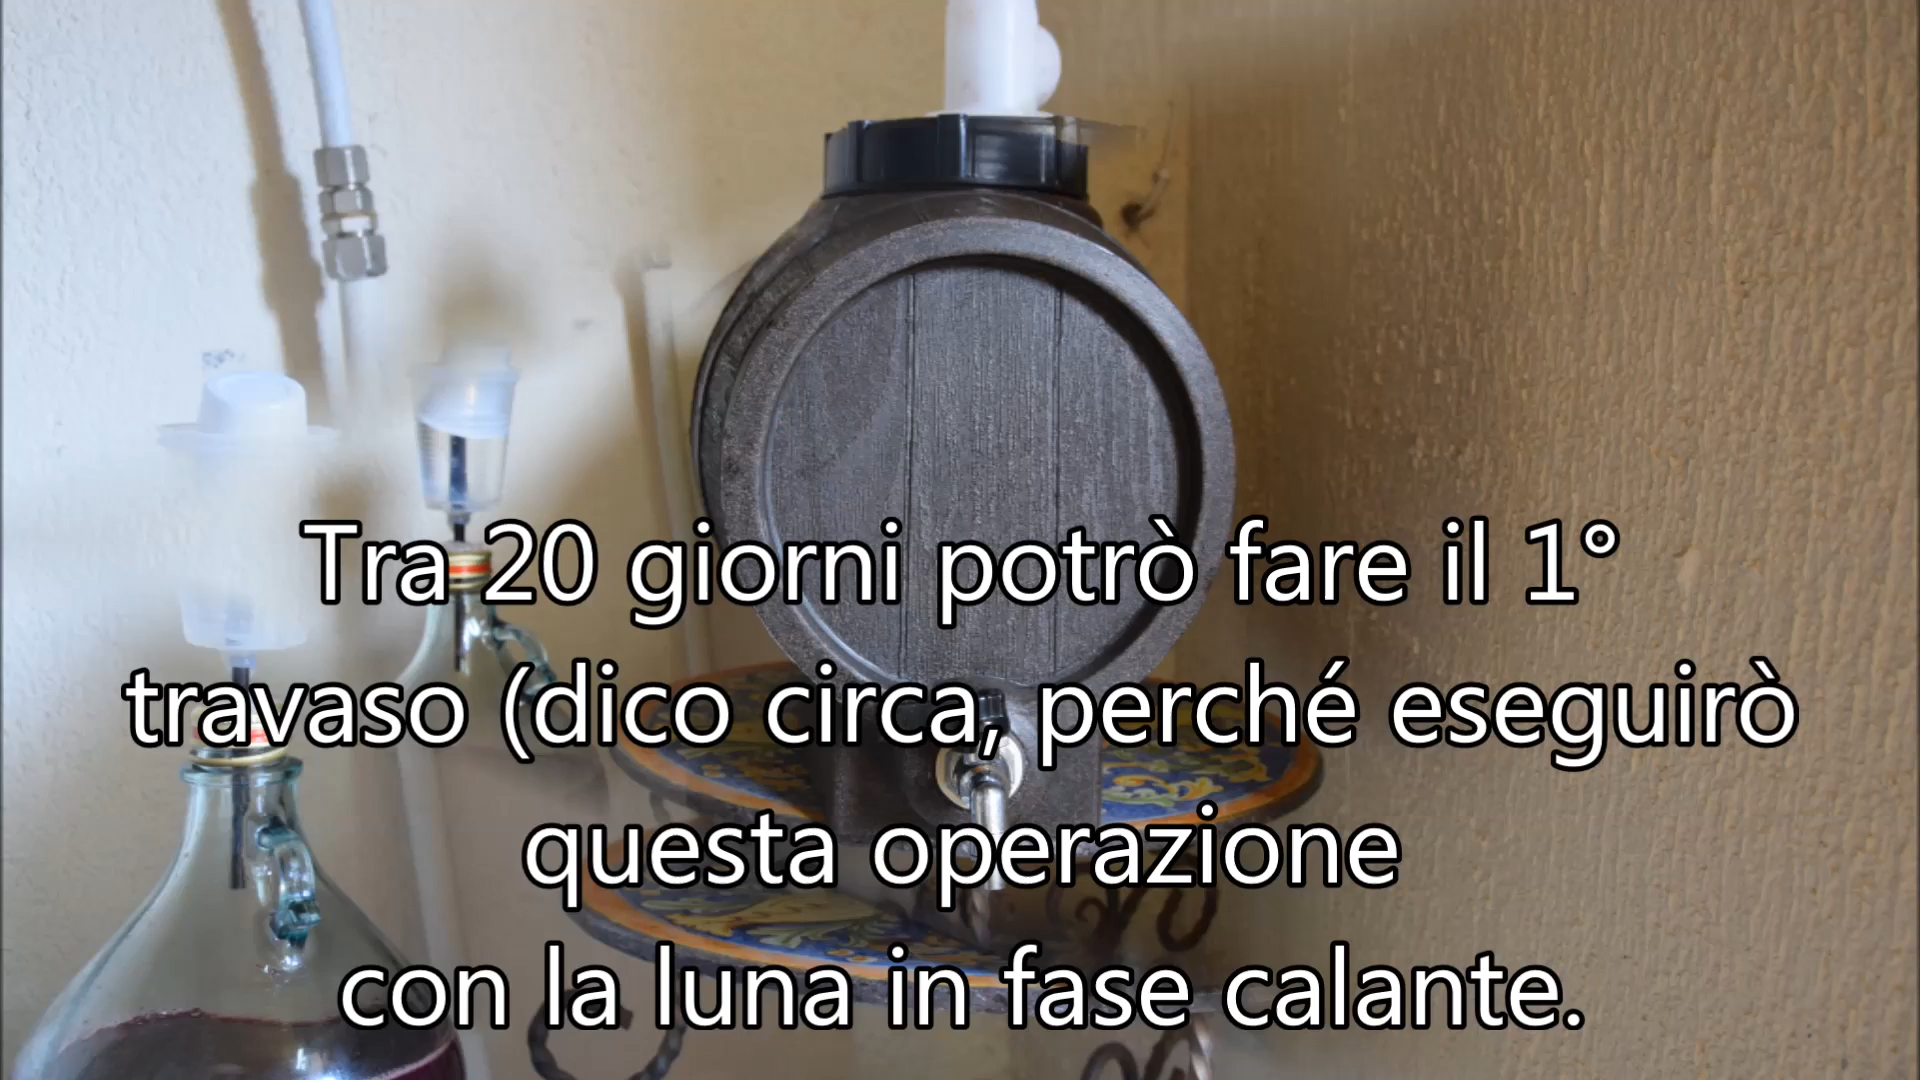 Tra 20 giorni potrò fare il 1°
travaso (dico circa, perché eseguirò
questa operazione
con la luna in fase calante.